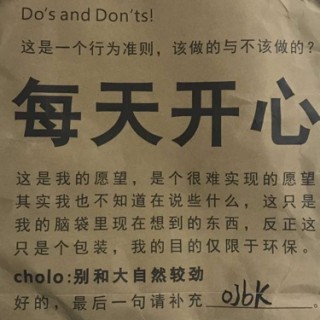 Do's and Don'ts!
这是一个行为准则，该做的与不该做的？
每天开心
这是我的愿望，是个很难实现的愿望
其实我也不知道在说些什么，这只是
我的脑袋里现在想到的东西，反正这
只是个包装，我的目的仅限于环保。
cholo:别和大自然较劲
好的，最后一句请补充 ojbk 。